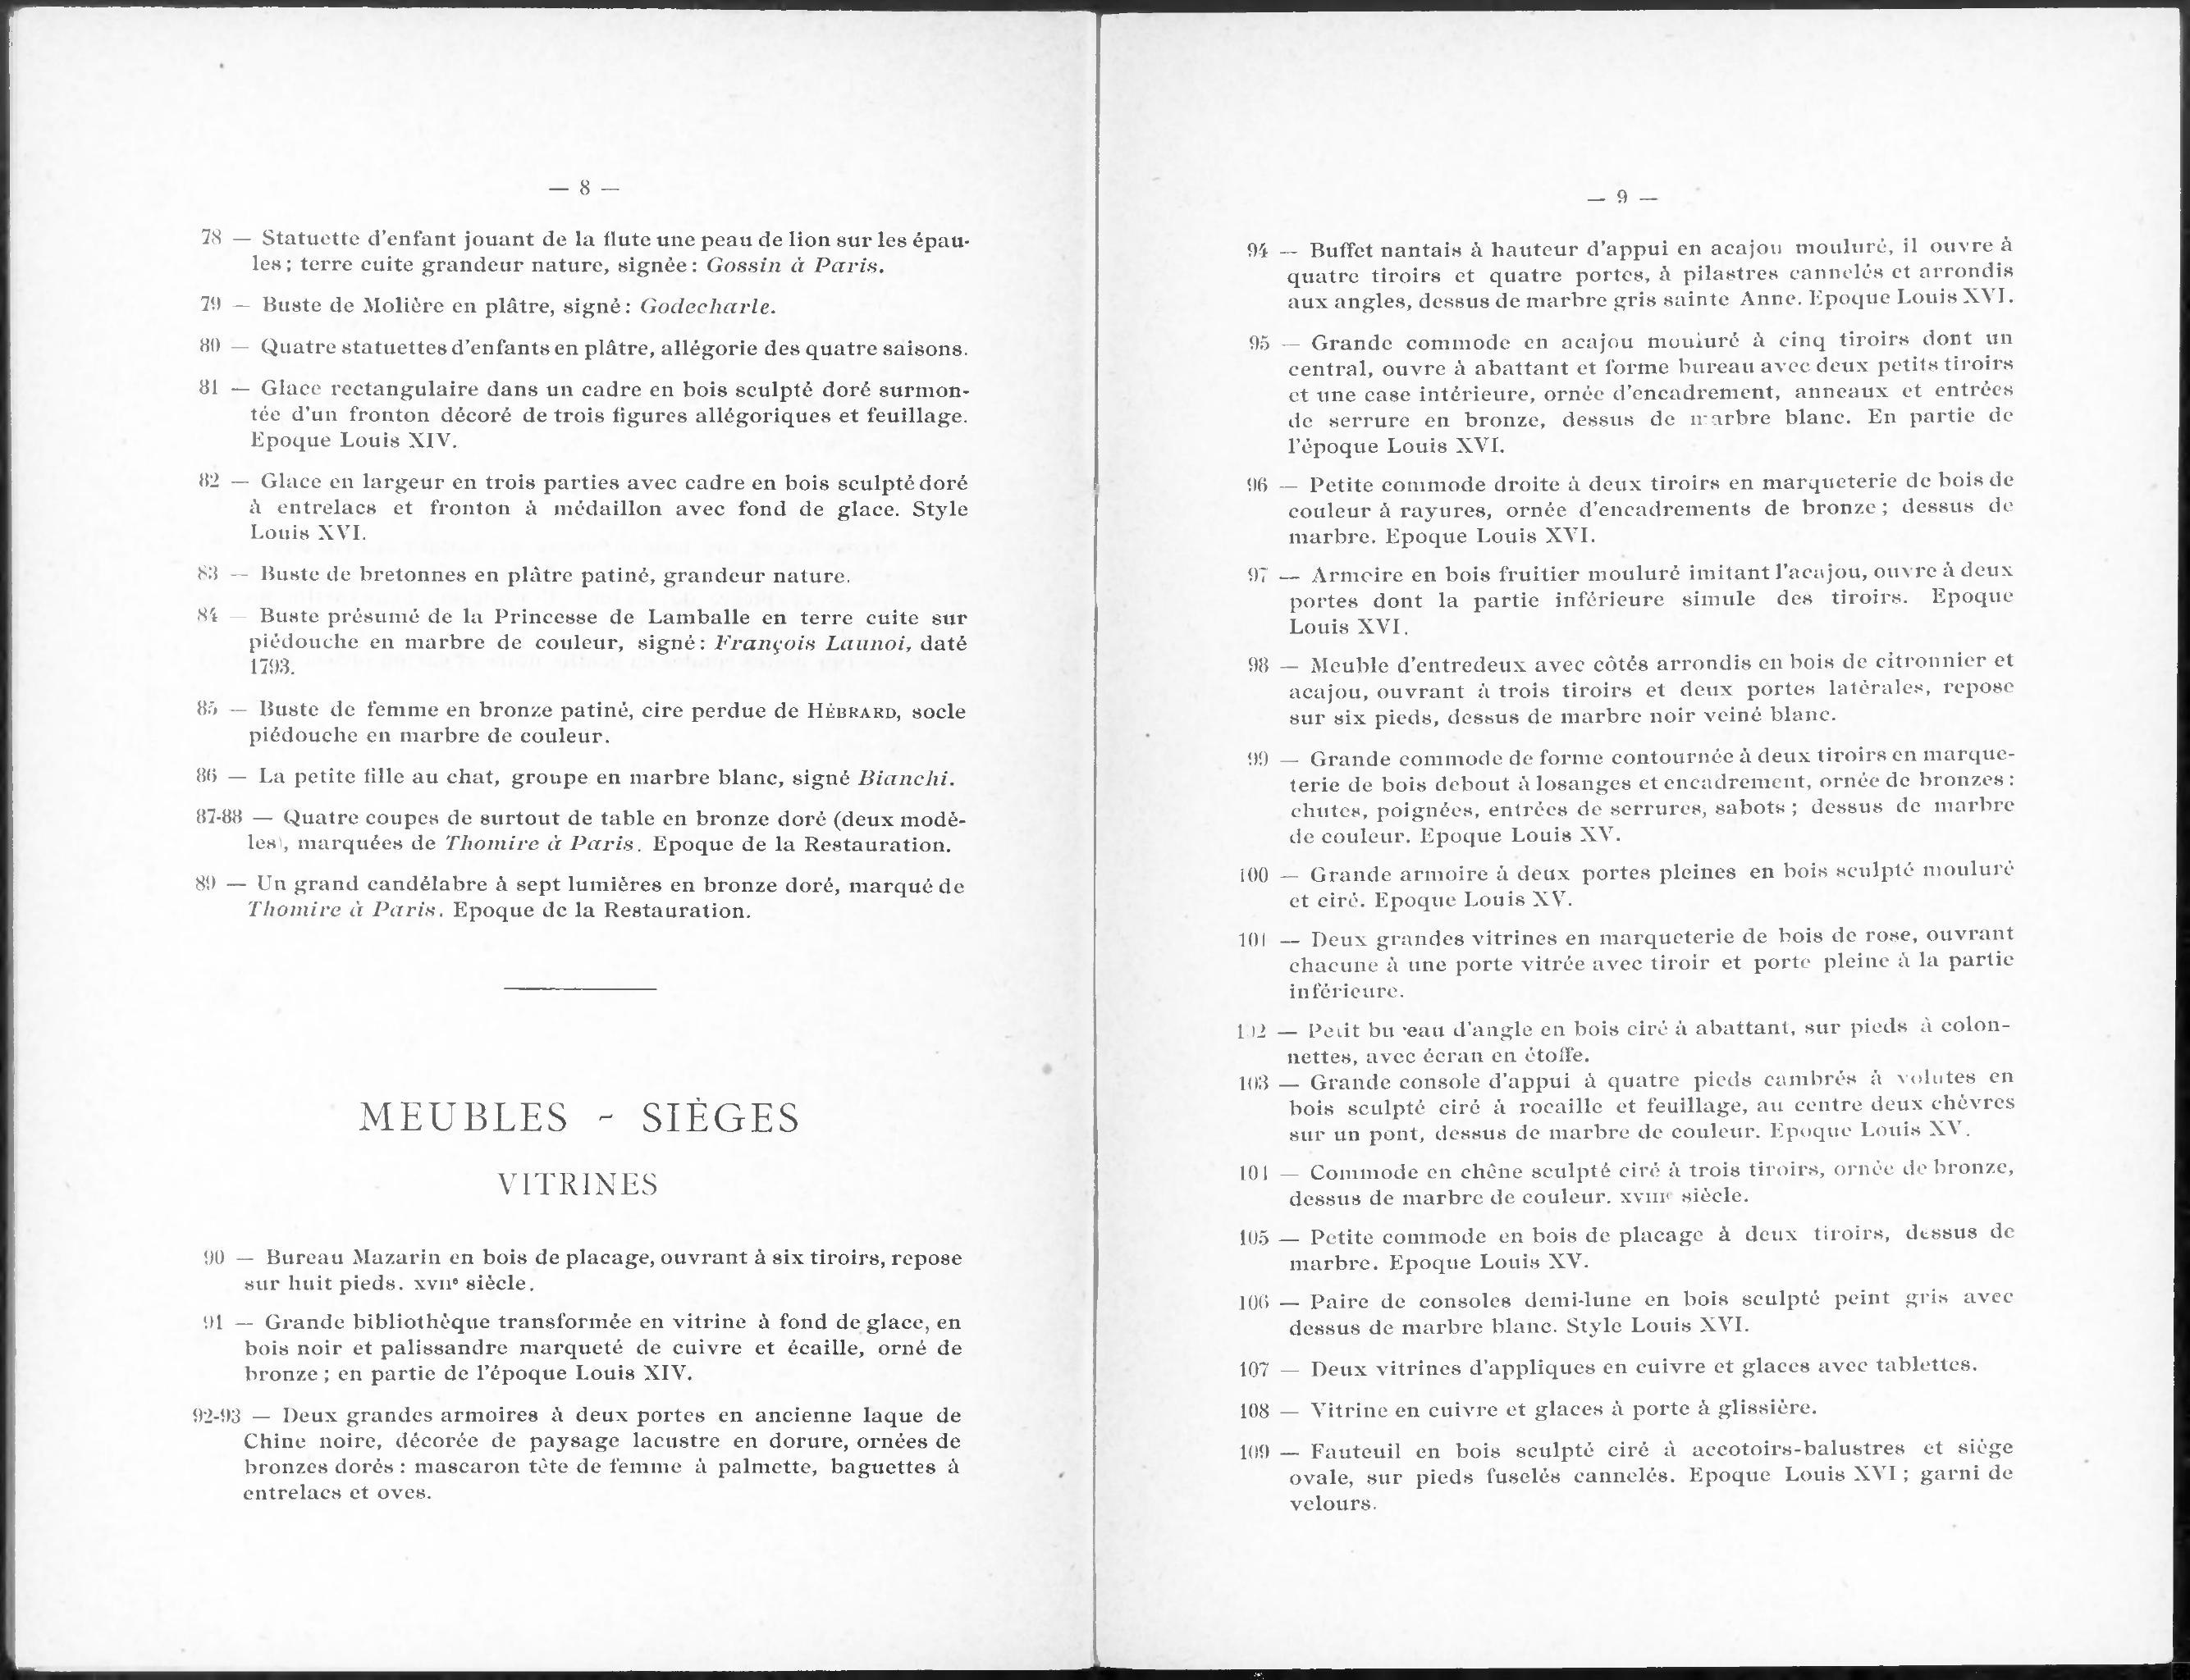 — 8 —
78 — Statuette d'enfant jouant de la flute une peau de lion sur les épau-
les ; terre cuite grandeur nature, signée : Gossin à Paris.
79 — Buste de Molière en plâtre, signé : Godecharle.
80 — Quatre statuettes d'enfants en plâtre, allégorie des quatre saisons.
81 — Glace rectangulaire dans un cadre en bois sculpté doré surmon-
tée d'un fronton décoré de trois figures allégoriques et feuillage.
Epoque Louis XIV.
82 — Glace en largeur en trois parties avec cadre en bois sculpté doré
à entrelacs et fronton à médaillon avec fond de glace. Style
Louis XVI.
83 — Buste de bretonnes en plâtre patiné, grandeur nature.
84 — Buste présumé de la Princesse de Lamballe en terre cuite sur
piédouche en marbre de couleur, signé : François Launoi, daté
1793.
85 — Buste de femme en bronze patiné, cire perdue de HÉBRARD, socle
piédouche en marbre de couleur.
86 — La petite fille au chat, groupe en marbre blanc, signé Bianchi.
87-88 — Quatre coupes de surtout de table en bronze doré (deux modè-
les), marquées de Thomire à Paris. Epoque de la Restauration.
89 — Un grand candélabre à sept lumières en bronze doré, marqué de
Thomire à Paris. Epoque de la Restauration.
MEUBLES - SIÈGES
VITRINES
90 — Bureau Mazarin en bois de placage, ouvrant à six tiroirs, repose
sur huit pieds. XVIIe siècle.
91 — Grande bibliothèque transformée en vitrine à fond de glace, en
bois noir et palissandre marqueté de cuivre et écaille, orné de
bronze ; en partie de l'époque Louis XIV.
92-93 — Deux grandes armoires à deux portes en ancienne laque de
Chine noire, décorée de paysage lacustre en dorure, ornées de
bronzes dorés : mascaron tête de femme à palmette, baguettes à
entrelacs et oves.
— 9 —
94 — Buffet nantais à hauteur d'appui en acajou mouluré, il ouvre à
quatre tiroirs et quatre portes, à pilastres cannelés et arrondis
aux angles, dessus de marbre gris sainte Anne. Epoque Louis XVI.
95 — Grande commode en acajou mouluré à cinq tiroirs dont un
central, ouvre à abattant et forme bureau avec deux petits tiroirs
et une case intérieure, ornée d'encadrement, anneaux et entrées
de serrure en bronze, dessus de marbre blanc. En partie de
l'époque Louis XVI.
96 — Petite commode droite à deux tiroirs en marqueterie de bois de
couleur à rayures, ornée d'encadrements de bronze ; dessus de
marbre. Epoque Louis XVI.
97 — Armoire en bois fruitier mouluré imitant l'acajou, ouvre à deux
portes dont la partie inférieure simule des tiroirs. Epoque
Louis XVI.
98 — Meuble d'entredeux avec côtés arrondis en bois de citronnier et
acajou, ouvrant à trois tiroirs et deux portes latérales, repose
sur six pieds, dessus de marbre noir veiné blanc.
99 — Grande commode de forme contournée à deux tiroirs en marque-
terie de bois debout à losanges et encadrement, ornée de bronzes :
chutes, poignées, entrées de serrures, sabots ; dessus de marbre
de couleur. Epoque Louis XV.
100 — Grande armoire à deux portes pleines en bois sculpté mouluré
et ciré. Epoque Louis XV.
101 — Deux grandes vitrines en marqueterie de bois de rose, ouvrant
chacune à une porte vitrée avec tiroir et porte pleine à la partie
inférieure.
102 — Petit bureau d'angle en bois ciré à abattant, sur pieds à colon-
nettes, avec écran en étoffe.
103 — Grande console d'appui à quatre pieds cambrés à volutes en
bois sculpté ciré à rocaille et feuillage, au centre deux chèvres
sur un pont, dessus de marbre de couleur. Epoque Louis XV.
104 — Commode en chêne sculpté ciré à trois tiroirs, ornée de bronze,
dessus de marbre de couleur. XVIIIe siècle.
105 — Petite commode en bois de placage à deux tiroirs, dessus de
marbre. Epoque Louis XV.
106 — Paire de consoles demi-lune en bois sculpté peint gris avec
dessus de marbre blanc. Style Louis XVI.
107 — Deux vitrines d'appliques en cuivre et glaces avec tablettes.
108 — Vitrine en cuivre et glaces à porte à glissière.
109 — Fauteuil en bois sculpté ciré à accotoirs-balustres et siège
ovale, sur pieds fuselés cannelés. Epoque Louis XVI ; garni de
velours.